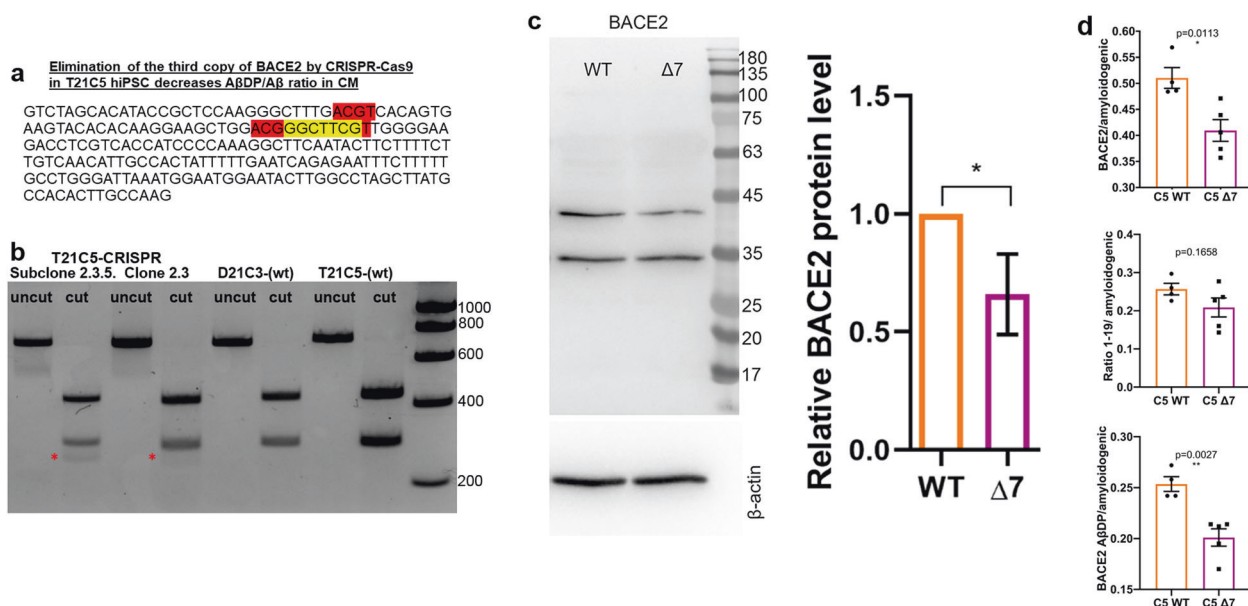 a
Elimination of the third copy of BACE2 by CRISPR-Cas9
in T21C5 hiPSC decreases AβDP/Aβ ratio in CM
GTCTAGCACATACCGCTCCAAGGGCTTTGACGTCACAGTG
AAGTACACACAAGGAAGCTGGACGGGCTTCGTTGGGGAA
GACCTCGTCACCATCCCCAAAGGCTTCAATACTTCTTTTCT
TGTCAACATTGCCACTATTTTTGAATCAGAGAATTTCTTTTT
GCCTGGGATTAAATGGAATGGAATACTTGGCCTAGCTTATG
CCACACTTGCCAAG
b
T21C5-CRISPR
Subclone 2.3.5. Clone 2.3 D21C3-(wt) T21C5-(wt)
uncut cut uncut cut uncut cut uncut cut
1000
800
600
400
* *
200
c
BACE2
WT Δ7
180
135
100
75
63
45
35
25
20
17
β-actin
Relative BACE2 protein level
1.5
1.0
0.5
0.0
*
WT Δ7
d
BACE2/amyloidogenic
p=0.0113
*
0.60
0.50
0.40
0.30
C5 WT C5 Δ7
Ratio 1-19/ amyloidogenic
p=0.1658
0.4
0.3
0.2
0.1
0.0
C5 WT C5 Δ7
BACE2 AβDP/amyloidogenic
p=0.0027
**
0.30
0.25
0.20
0.15
C5 WT C5 Δ7